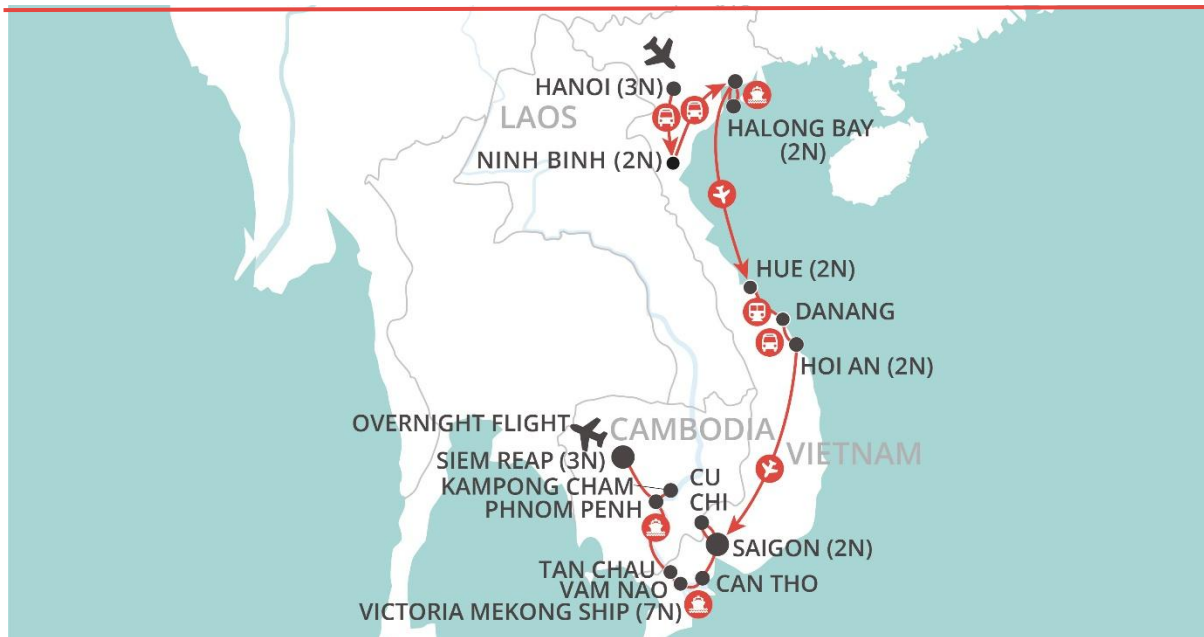 HANOI (3N)
LAOS
HALONG BAY
(2N)
NINH BINH (2N)
HUE (2N)
DANANG
HOI AN (2N)
OVERNIGHT FLIGHT
CAMBODIA
VIETNAM
SIEM REAP (3N)
KAMPONG CHAM
PHNOM PENH
CU
CHI
SAIGON (2N)
TAN CHAU
VAM NAO
CAN THO
VICTORIA MEKONG SHIP (7N)